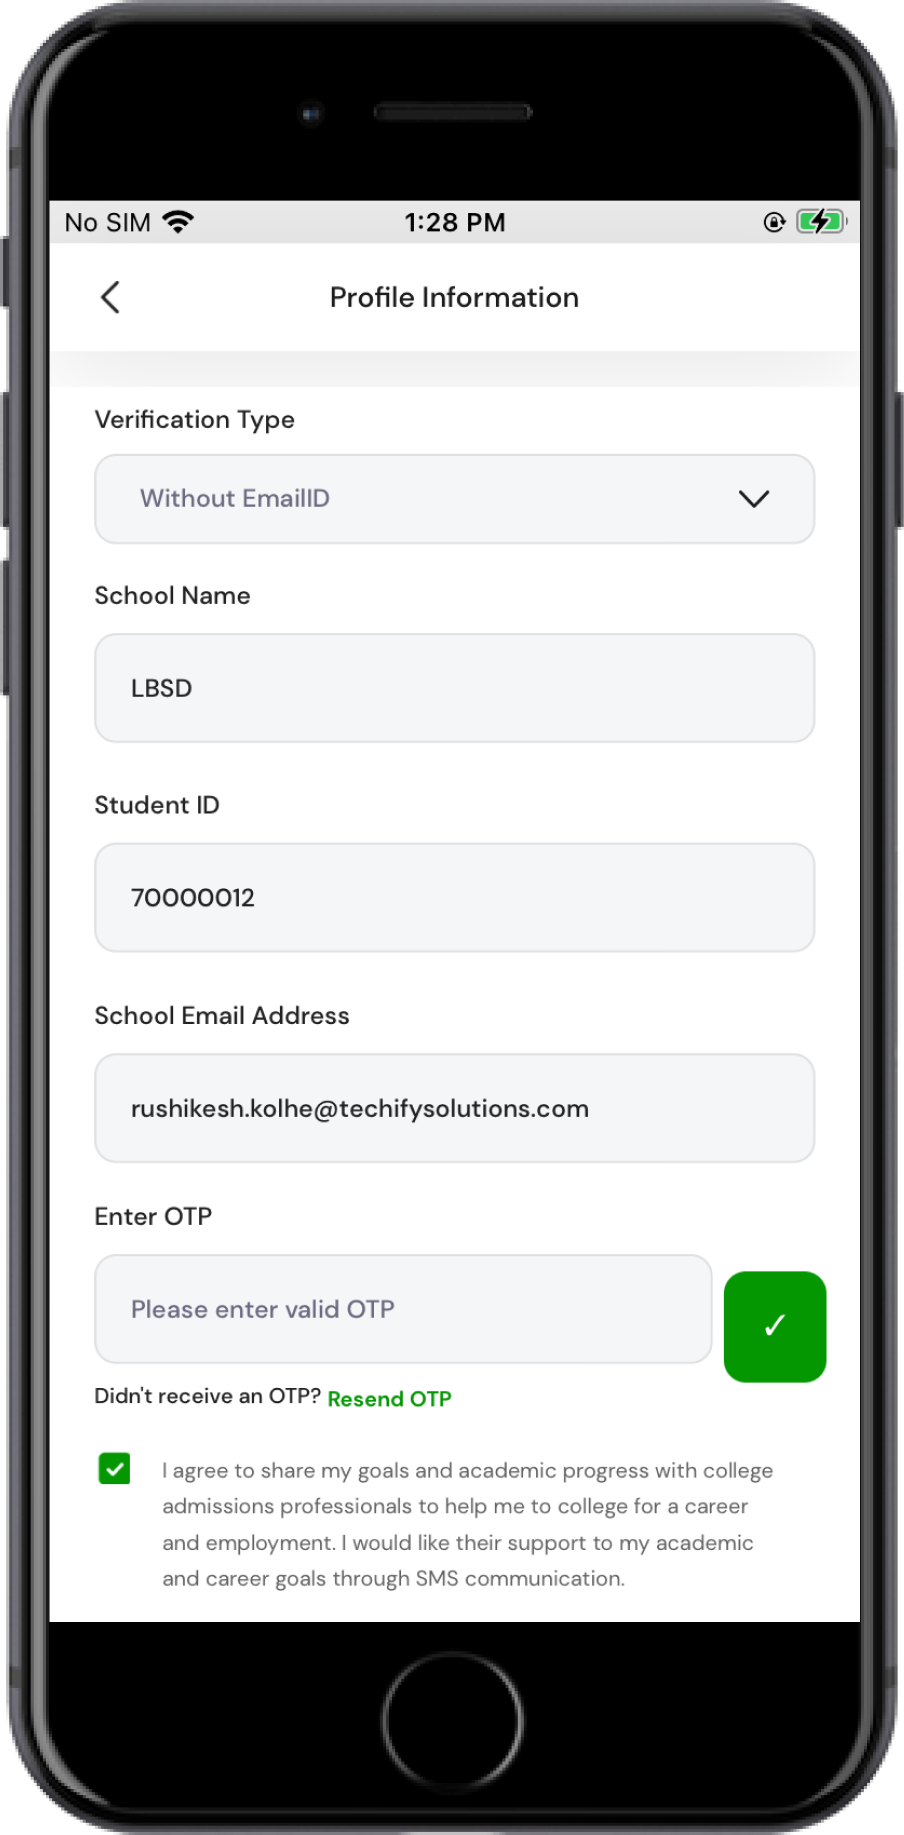 No SIM 1:28 PM
Profile Information
Verification Type
Without EmailID
School Name
LBSD
Student ID
70000012
School Email Address
rushikesh.kolhe@techifysolutions.com
Enter OTP
Please enter valid OTP
✓
Didn't receive an OTP? Resend OTP
I agree to share my goals and academic progress with college
admissions professionals to help me to college for a career
and employment. I would like their support to my academic
and career goals through SMS communication.